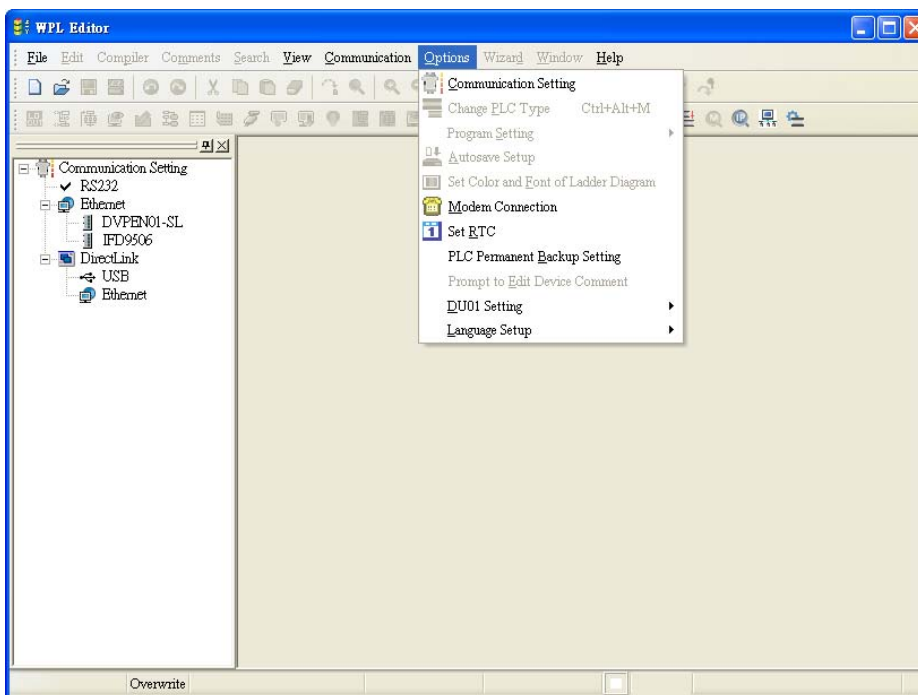 WPL Editor
File Edit Compiler Comments Search View Communication Options Wizard Window Help
Communication Setting
Change PLC Type Ctrl+Alt+M
Program Setting
Autosave Setup
Set Color and Font of Ladder Diagram
Modem Connection
Set RTC
PLC Permanent Backup Setting
Prompt to Edit Device Comment
DU01 Setting
Language Setup
Communication Setting
RS232
Ethernet
DVPEN01-SL
IFD9506
DirectLink
USB
Ethernet
Overwrite